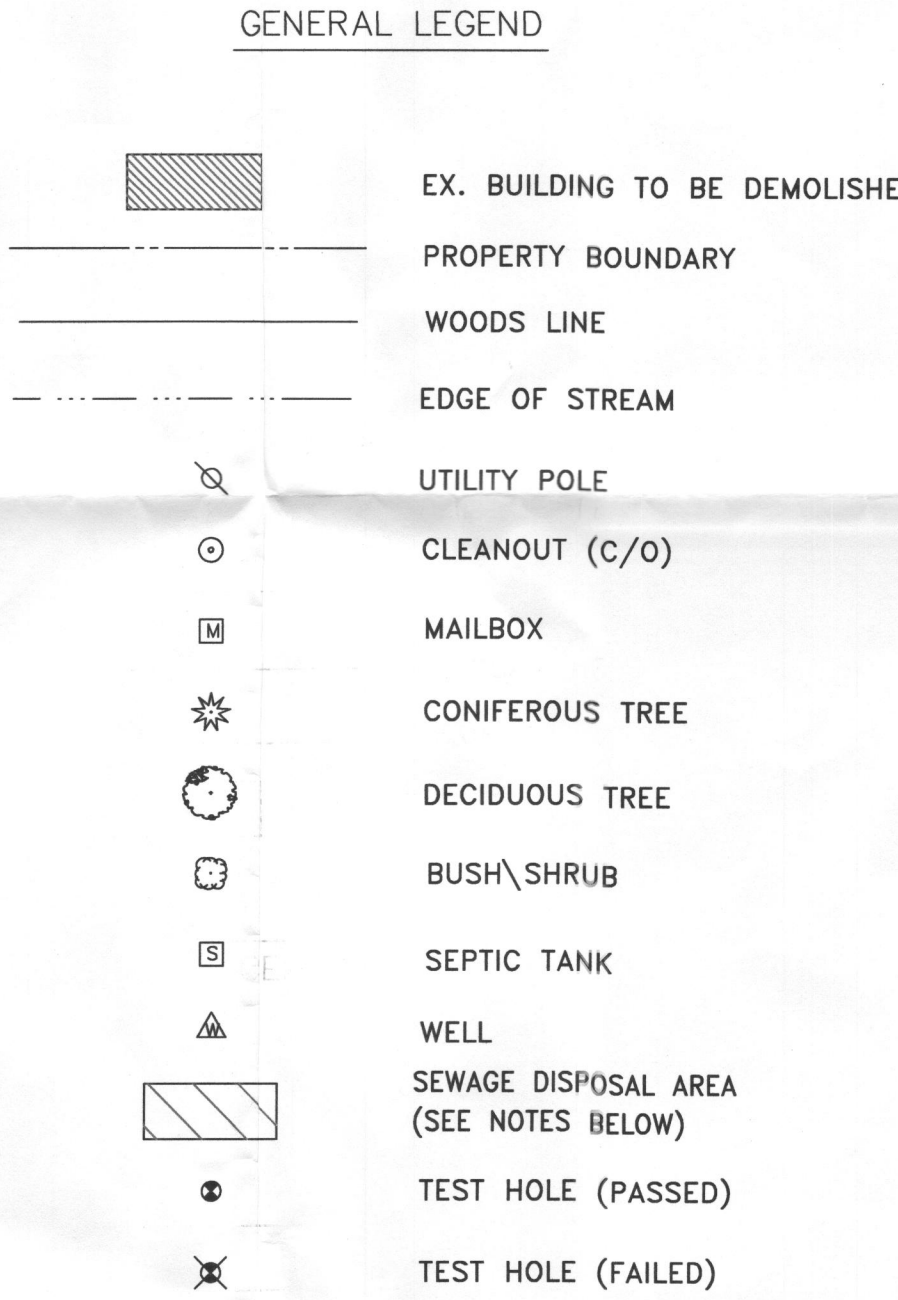 GENERAL LEGEND
EX. BUILDING TO BE DEMOLISHE
PROPERTY BOUNDARY
WOODS LINE
EDGE OF STREAM
UTILITY POLE
CLEANOUT (C/O)
M MAILBOX
CONIFEROUS TREE
DECIDUOUS TREE
BUSH\SHRUB
S SEPTIC TANK
W WELL
SEWAGE DISPOSAL AREA
(SEE NOTES BELOW)
TEST HOLE (PASSED)
TEST HOLE (FAILED)